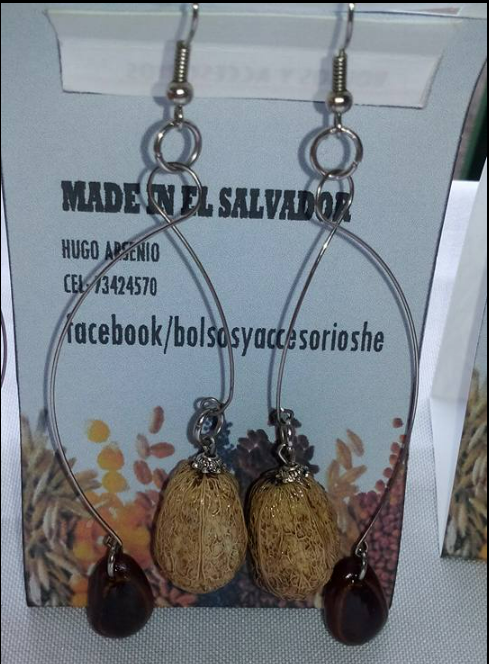 MADE IN EL SALVADOR
HUGO ARSENIO
CEL: 73424570
facebook/bolsosyaccesorioshe